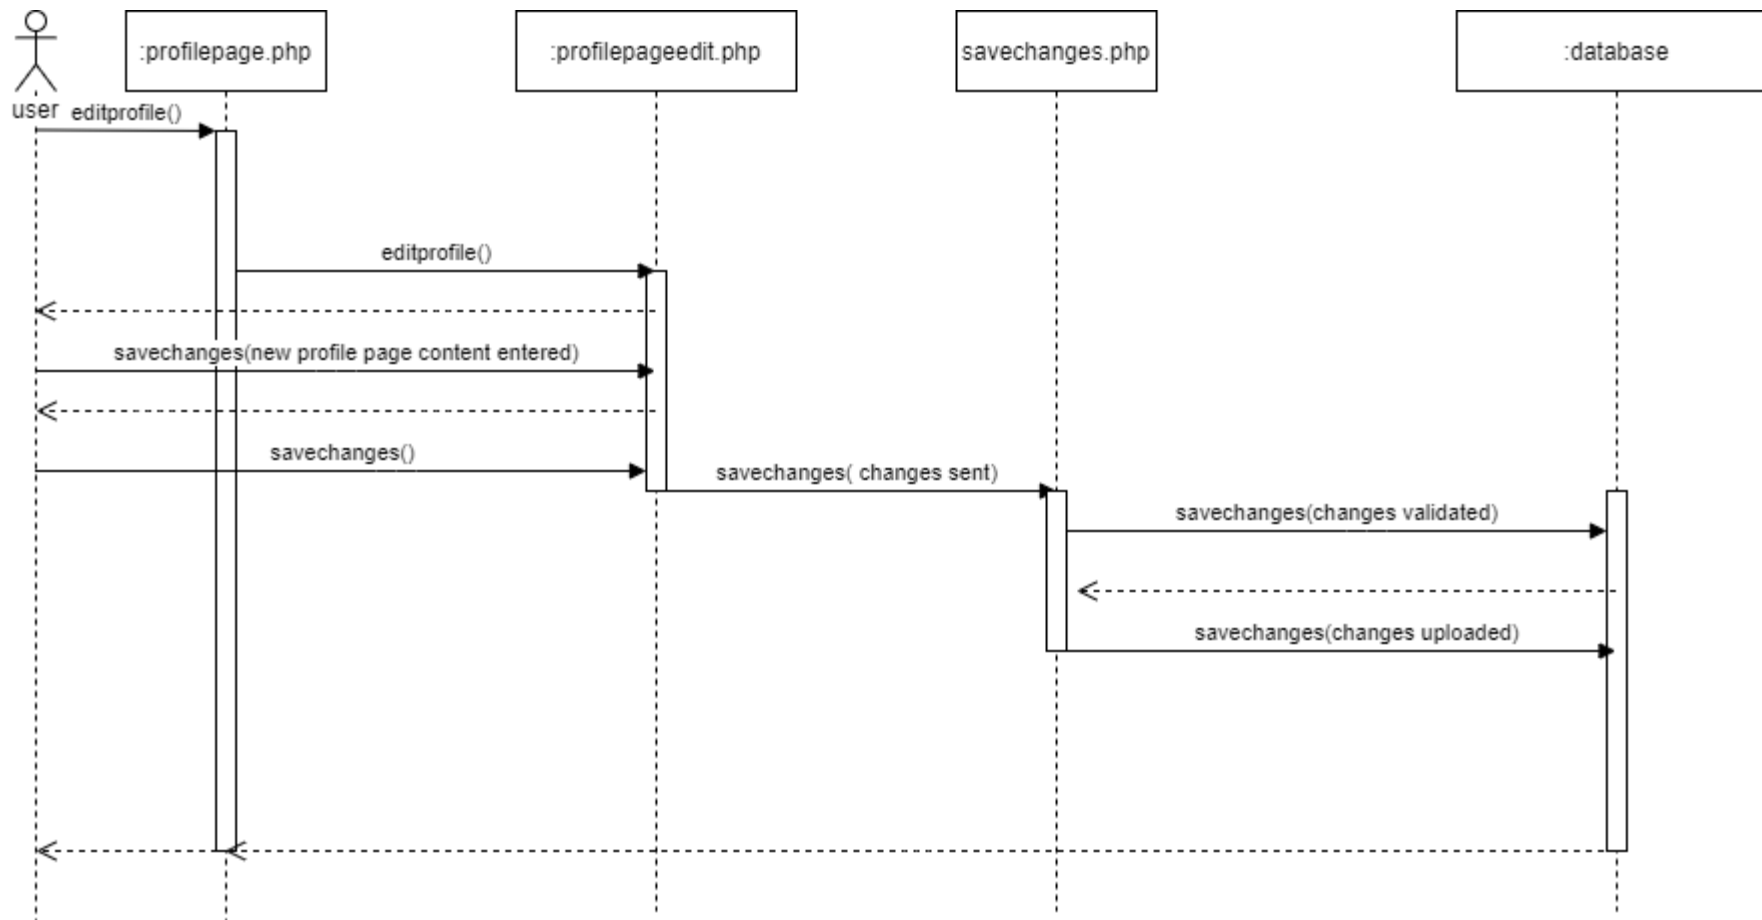 :profilepage.php
:profilepageedit.php
savechanges.php
:database
user
editprofile()
editprofile()
savechanges(new profile page content entered)
savechanges()
savechanges( changes sent)
savechanges(changes validated)
savechanges(changes uploaded)